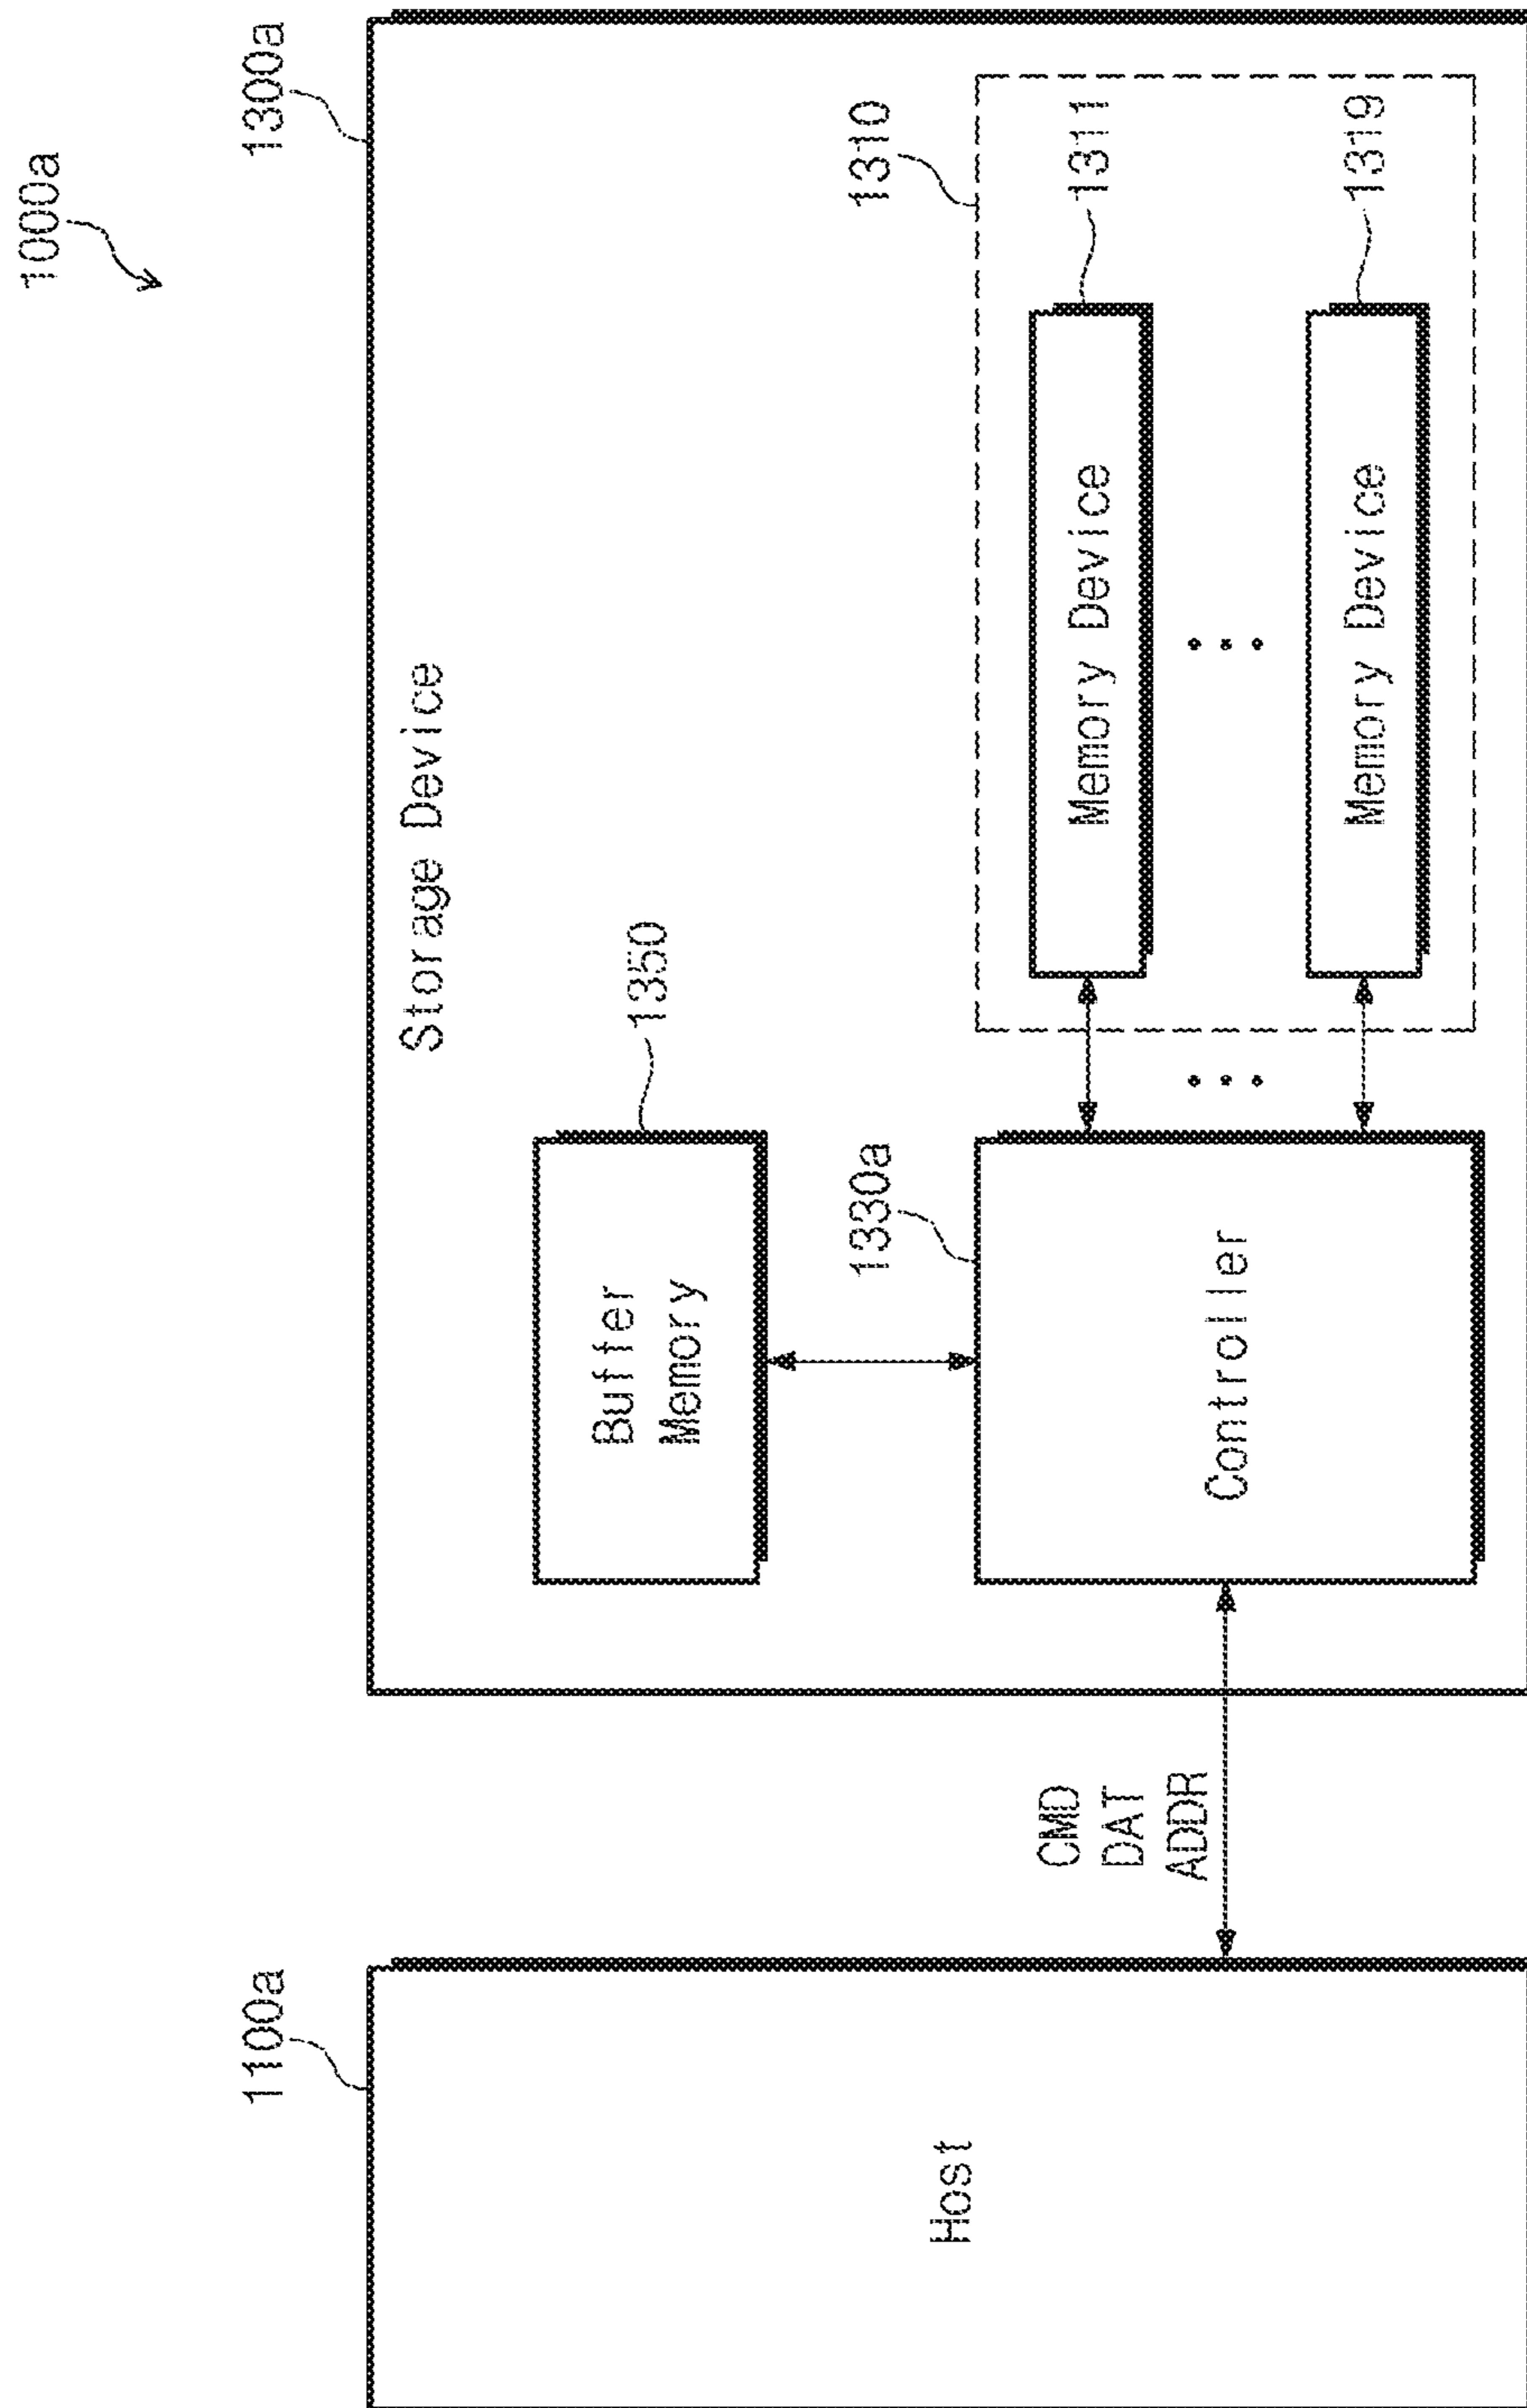 1000a
1100a
1300a
Host
CMD
DAT
ADDR
Storage Device
Buffer
Memory
1350
1330a
Controller
1310
Memory Device
1311
Memory Device
1319